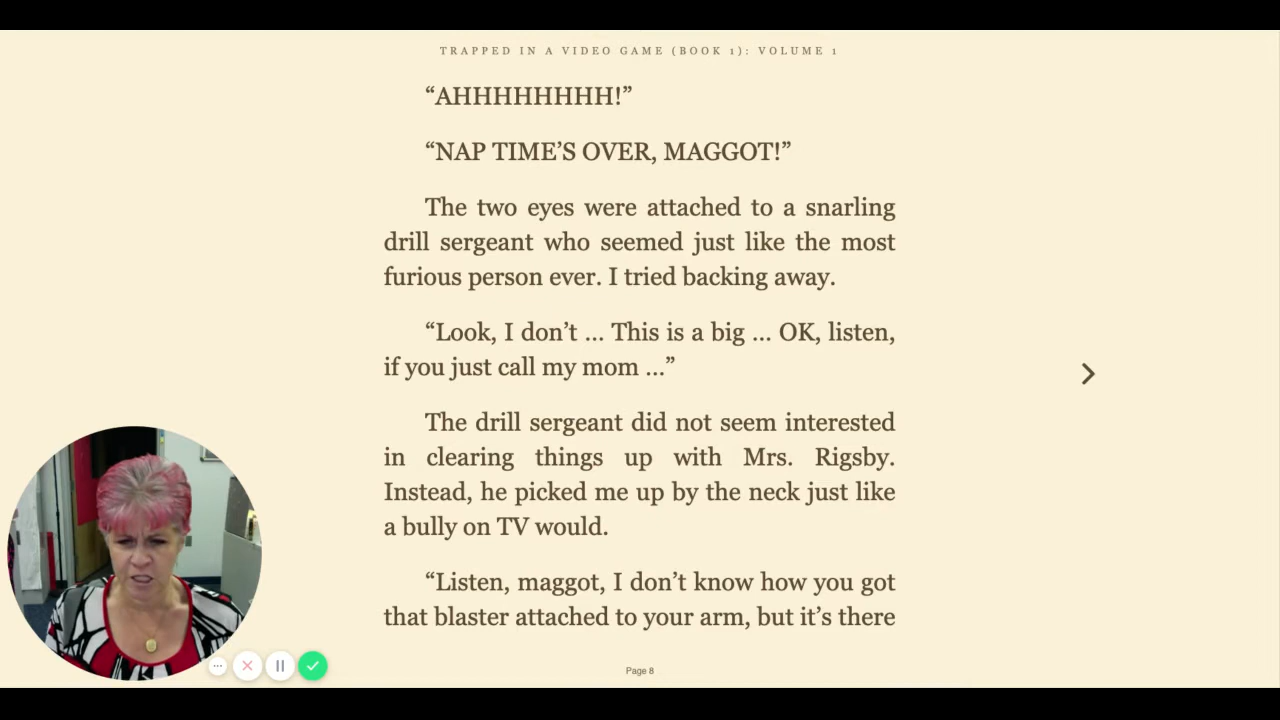 TRAPPED IN A VIDEO GAME (BOOK 1): VOLUME 1
“AHHHHHHHH!”
“NAP TIME’S OVER, MAGGOT!”
The two eyes were attached to a snarling
drill sergeant who seemed just like the most
furious person ever. I tried backing away.
“Look, I don’t ... This is a big ... OK, listen,
if you just call my mom ...”
The drill sergeant did not seem interested
in clearing things up with Mrs. Rigsby.
Instead, he picked me up by the neck just like
a bully on TV would.
“Listen, maggot, I don’t know how you got
that blaster attached to your arm, but it’s there
Page 8